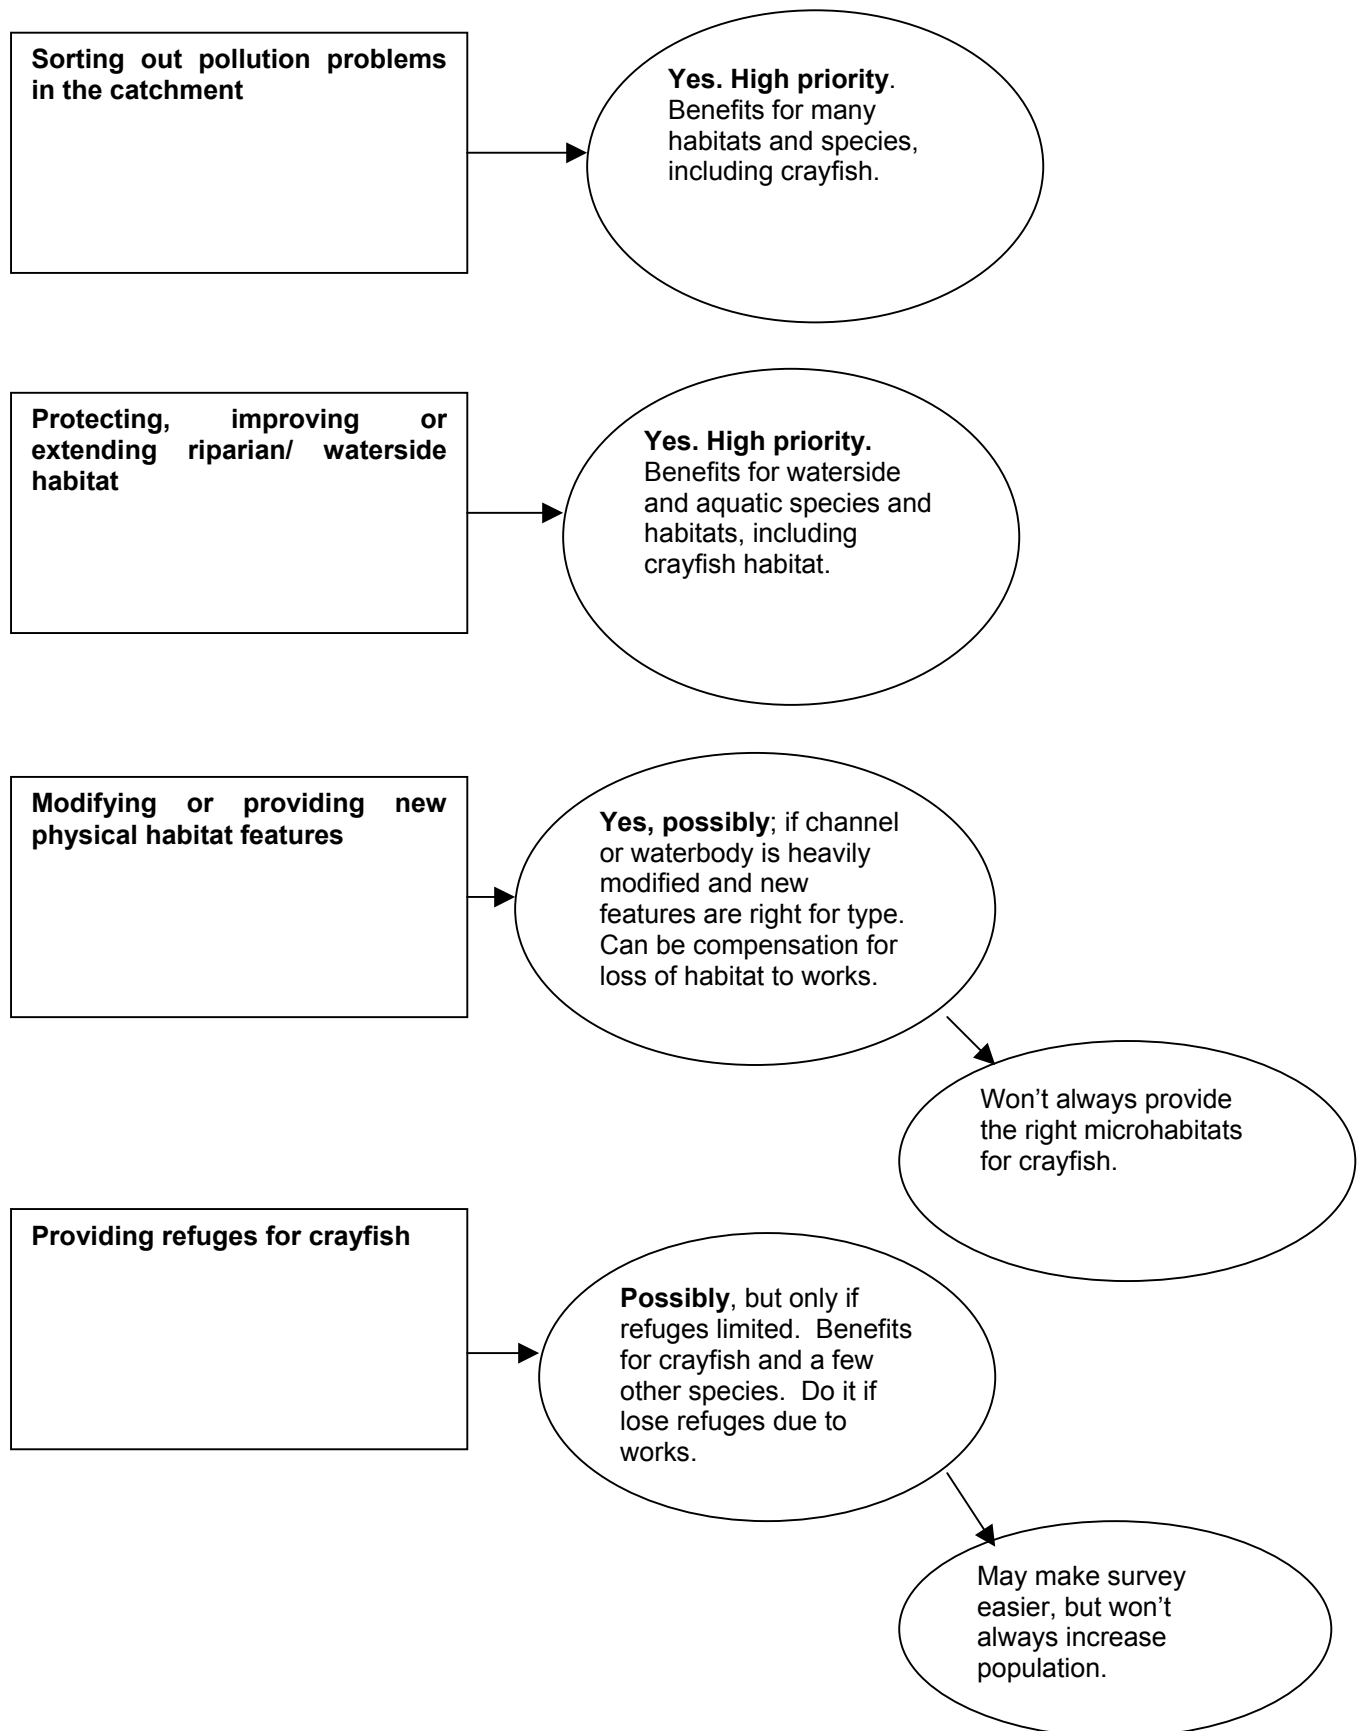 Sorting out pollution problems
in the catchment
Yes. High priority.
Benefits for many
habitats and species,
including crayfish.
Protecting, improving or
extending riparian/ waterside
habitat
Yes. High priority.
Benefits for waterside
and aquatic species and
habitats, including
crayfish habitat.
Modifying or providing new
physical habitat features
Yes, possibly; if channel
or waterbody is heavily
modified and new
features are right for type.
Can be compensation for
loss of habitat to works.
Won’t always provide
the right microhabitats
for crayfish.
Providing refuges for crayfish
Possibly, but only if
refuges limited. Benefits
for crayfish and a few
other species. Do it if
lose refuges due to
works.
May make survey
easier, but won’t
always increase
population.